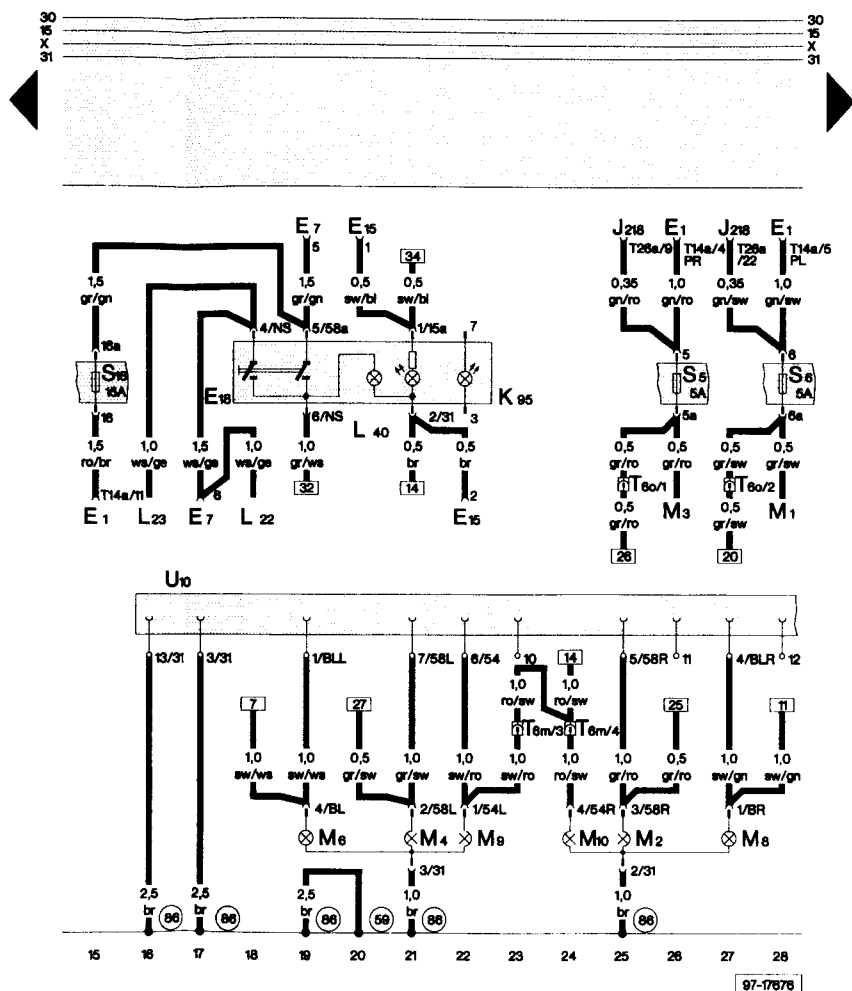 30 30
15 15
X X
31 31
E7 E15 J218 E1 J218 E1
5 1 34 T26a/9 T14a/4 T26a T14a/5
PR /22 PL
1,5 1,0 1,5 0,5 0,5 0,35 1,0 0,35 1,0
gr/gn ws/ge gr/gn sw/bl sw/bl gn/ro gn/ro gn/sw gn/sw
16a 4/NS 5/58a 1/15a 7 5 6
S16 S5 S6
15A 5A 5A
E18 K95
16 6/NS L40 2/31 3 5a 6a
1,5 1,0 1,5 1,0 1,0 0,5 0,5 0,5 0,5 0,5 0,5
ro/br ws/ge ws/ge ws/ge gr/ws br br gr/ro gr/ro gr/sw gr/sw
T14a/11 8 32 14 2 T6o/1 T6o/2
E1 L23 E7 L22 E15 M3 M1
0,5 0,5
gr/ro gr/sw
26 20
U10
13/31 3/31 1/BLL 7/58L 6/54 10 14 5/58R 11 4/BLR 12
1,0 1,0
ro/sw ro/sw
7 27 25 11
T6m/3 T6m/4
1,0 1,0 0,5 1,0 1,0 1,0 1,0 1,0 0,5 1,0 1,0
sw/ws sw/ws gr/sw gr/sw sw/ro sw/ro ro/sw gr/ro gr/ro sw/gn sw/gn
4/BL 2/58L 1/54L 4/54R 3/58R 1/BR
M6 M4 M9 M10 M2 M8
3/31 2/31
2,5 2,5 2,5 1,0 1,0
br br br br br
86 86 86 59 86 86
15 16 17 18 19 20 21 22 23 24 25 26 27 28
97-17676